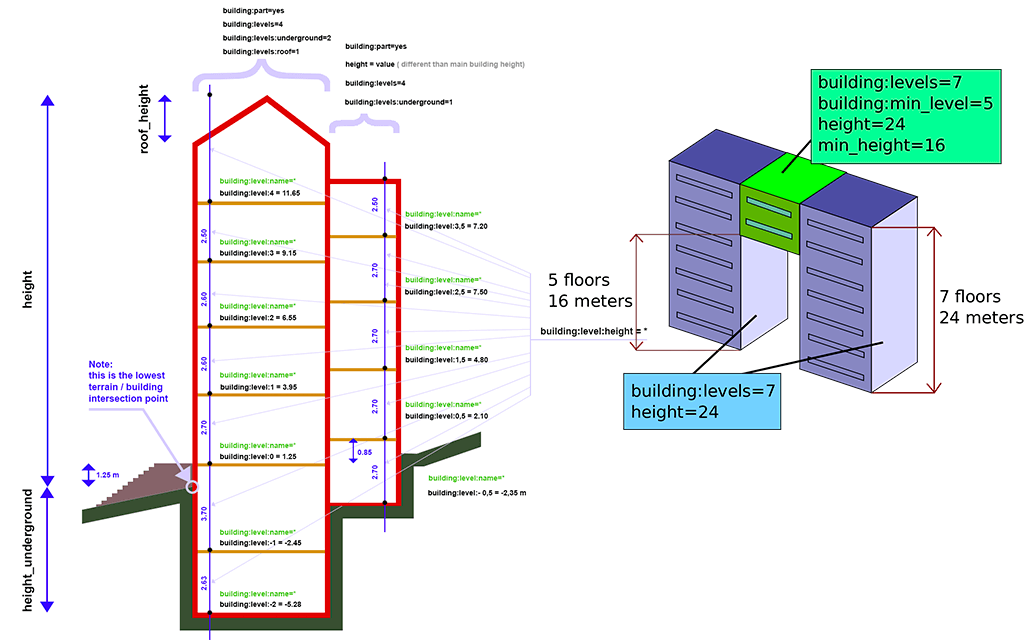 building:part=yes
building:levels=4
building:levels:underground=2
building:levels:roof=1
building:part=yes
height = value ( different than main building height)
building:levels=4
building:levels:underground=1
roof_height
height
height_underground
building:level:name=*
building:level:4 = 11.65
2.50
building:level:name=*
building:level:3 = 9.15
2.60
building:level:name=*
building:level:2 = 6.55
2.60
building:level:name=*
building:level:1 = 3.95
2.70
building:level:name=*
building:level:0 = 1.25
3.70
building:level:name=*
building:level:-1 = -2.45
2.63
building:level:name=*
building:level:-2 = -5.28
Note:
this is the lowest
terrain / building
intersection point
1.25 m
2.50
building:level:name=*
building:level:3,5 = 7.20
2.70
building:level:name=*
building:level:2,5 = 7.50
2.70
building:level:name=*
building:level:1,5 = 4.80
2.70
building:level:name=*
building:level:0,5 = 2.10
0.85
2.70
building:level:name=*
building:level:- 0,5 = -2,35 m
building:level:height = *
building:levels=7
building:min_level=5
height=24
min_height=16
5 floors
16 meters
7 floors
24 meters
building:levels=7
height=24